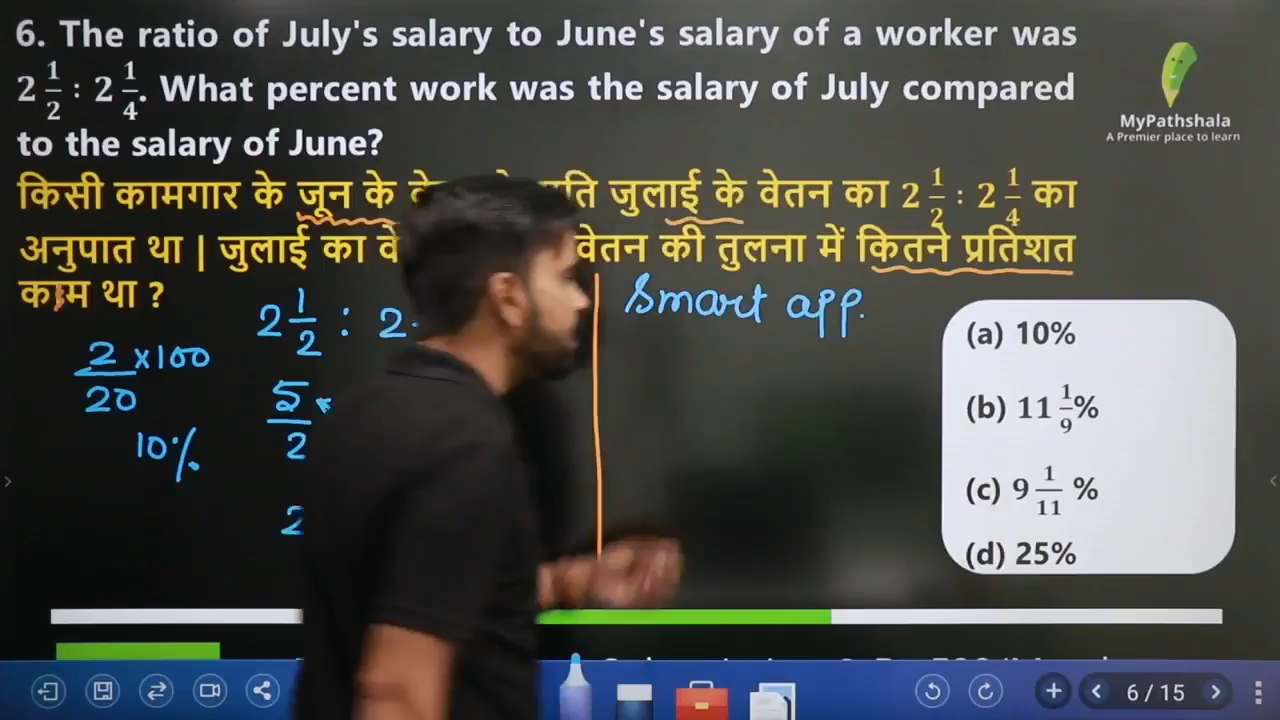 6. The ratio of July's salary to June's salary of a worker was
2 1/2 : 2 1/4. What percent work was the salary of July compared
to the salary of June?
MyPathshala
A Premier place to learn
किसी कामगार के जून के प्रति जुलाई के वेतन का 2 1/2 : 2 1/4 का
अनुपात था | जुलाई का वेतन की तुलना में कितने प्रतिशत
काम था ?
2 1/2 : 2
Smart app.
2/20 x100
10%
5/2
2
(a) 10%
(b) 11 1/9%
(c) 9 1/11 %
(d) 25%
6 / 15